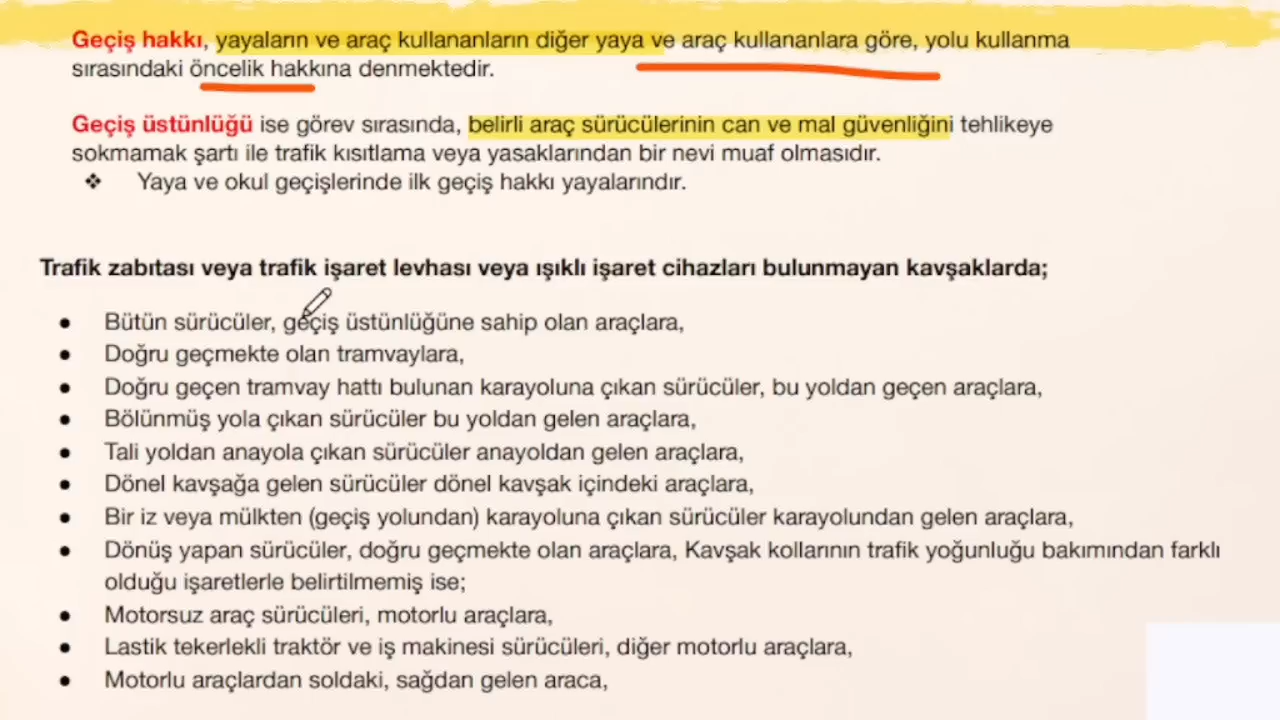 Geçiş hakkı, yayaların ve araç kullananların diğer yaya ve araç kullananlara göre, yolu kullanma
sırasındaki öncelik hakkına denmektedir.
Geçiş üstünlüğü ise görev sırasında, belirli araç sürücülerinin can ve mal güvenliğini tehlikeye
sokmamak şartı ile trafik kısıtlama veya yasaklarından bir nevi muaf olmasıdır.
❖ Yaya ve okul geçişlerinde ilk geçiş hakkı yayalarındır.
Trafik zabıtası veya trafik işaret levhası veya ışıklı işaret cihazları bulunmayan kavşaklarda;
● Bütün sürücüler, geçiş üstünlüğüne sahip olan araçlara,
● Doğru geçmekte olan tramvaylara,
● Doğru geçen tramvay hattı bulunan karayoluna çıkan sürücüler, bu yoldan geçen araçlara,
● Bölünmüş yola çıkan sürücüler bu yoldan gelen araçlara,
● Tali yoldan anayola çıkan sürücüler anayoldan gelen araçlara,
● Dönel kavşağa gelen sürücüler dönel kavşak içindeki araçlara,
● Bir iz veya mülkten (geçiş yolundan) karayoluna çıkan sürücüler karayolundan gelen araçlara,
● Dönüş yapan sürücüler, doğru geçmekte olan araçlara, Kavşak kollarının trafik yoğunluğu bakımından farklı
olduğu işaretlerle belirtilmemiş ise;
● Motorsuz araç sürücüleri, motorlu araçlara,
● Lastik tekerlekli traktör ve iş makinesi sürücüleri, diğer motorlu araçlara,
● Motorlu araçlardan soldaki, sağdan gelen araca,